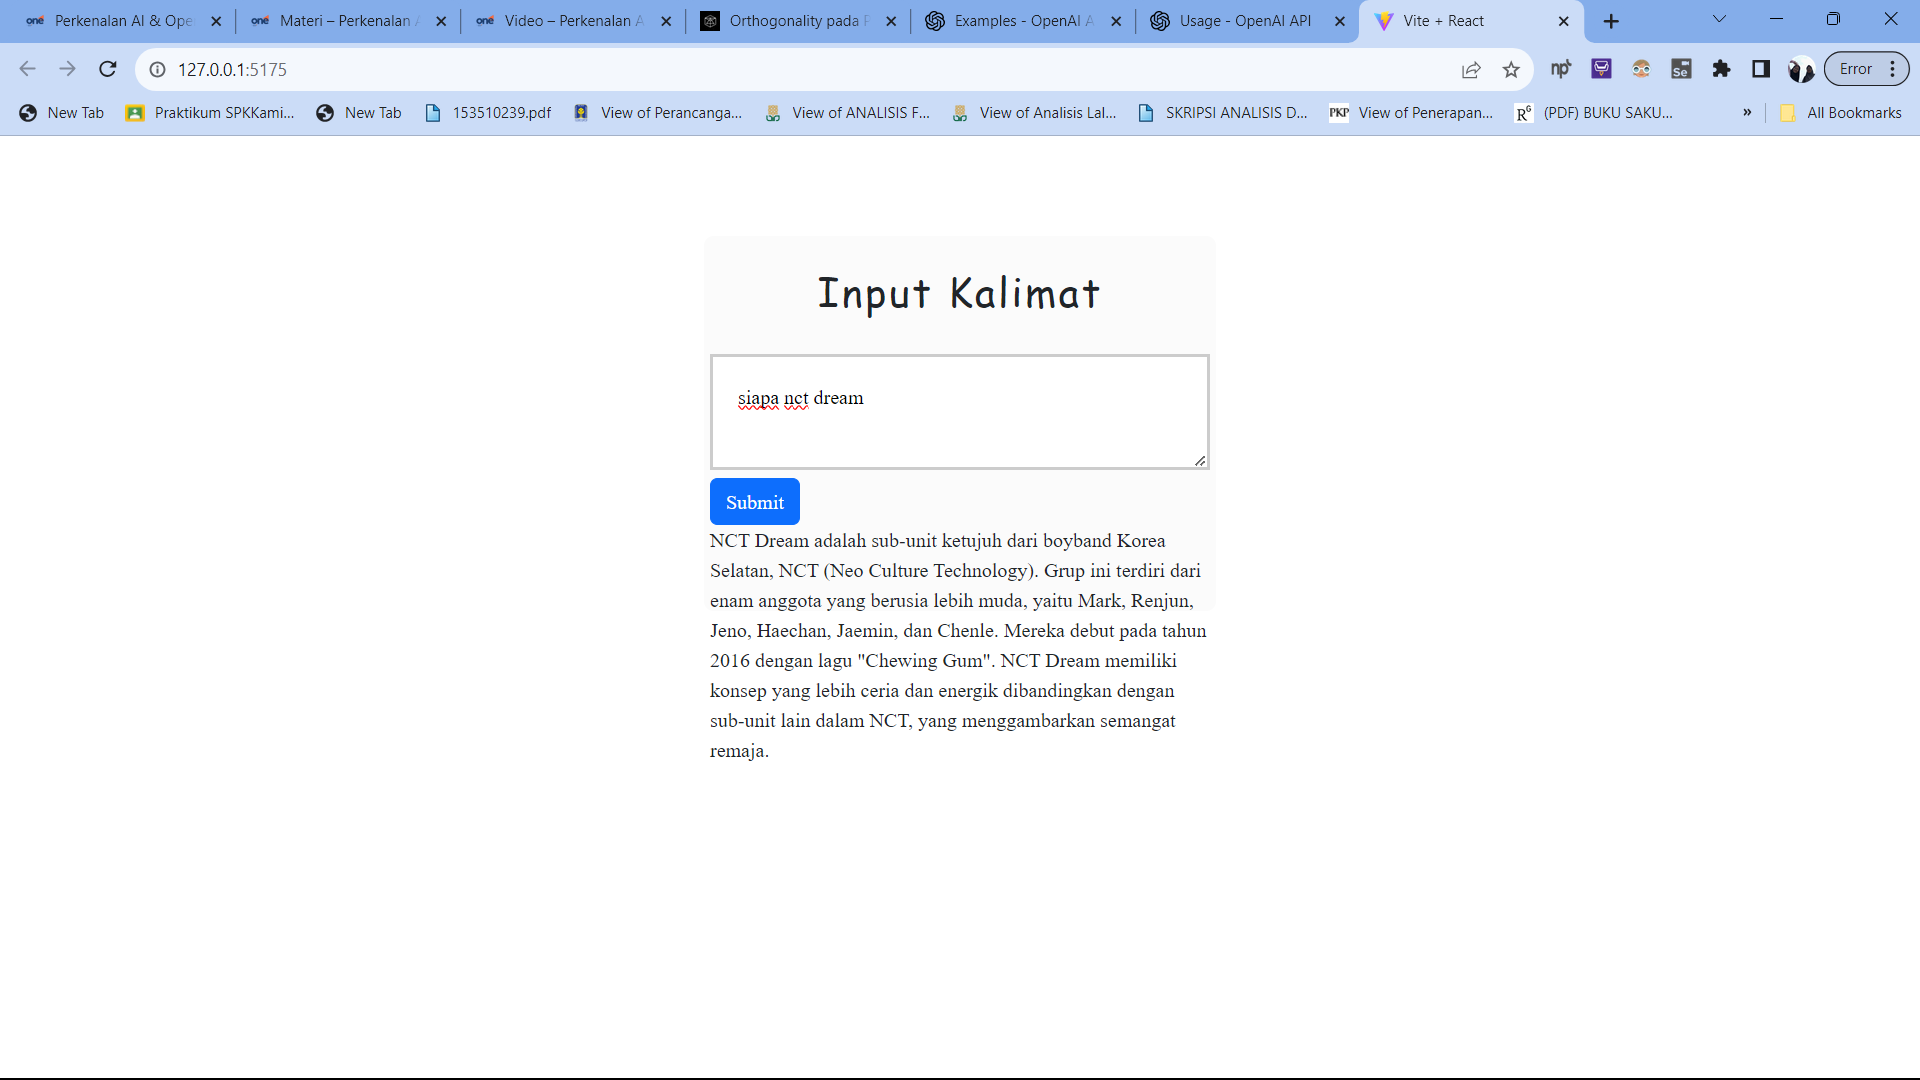 Perkenalan AI & Ope
Materi – Perkenalan A
Video – Perkenalan A
Orthogonality pada P
Examples - OpenAI A
Usage - OpenAI API
Vite + React
127.0.0.1:5175
Error
New Tab
Praktikum SPKKami...
New Tab
153510239.pdf
View of Perancanga...
View of ANALISIS F...
View of Analisis Lal...
SKRIPSI ANALISIS D...
PKP View of Penerapan...
(PDF) BUKU SAKU...
»
All Bookmarks
Input Kalimat
siapa nct dream
Submit
NCT Dream adalah sub-unit ketujuh dari boyband Korea
Selatan, NCT (Neo Culture Technology). Grup ini terdiri dari
enam anggota yang berusia lebih muda, yaitu Mark, Renjun,
Jeno, Haechan, Jaemin, dan Chenle. Mereka debut pada tahun
2016 dengan lagu "Chewing Gum". NCT Dream memiliki
konsep yang lebih ceria dan energik dibandingkan dengan
sub-unit lain dalam NCT, yang menggambarkan semangat
remaja.